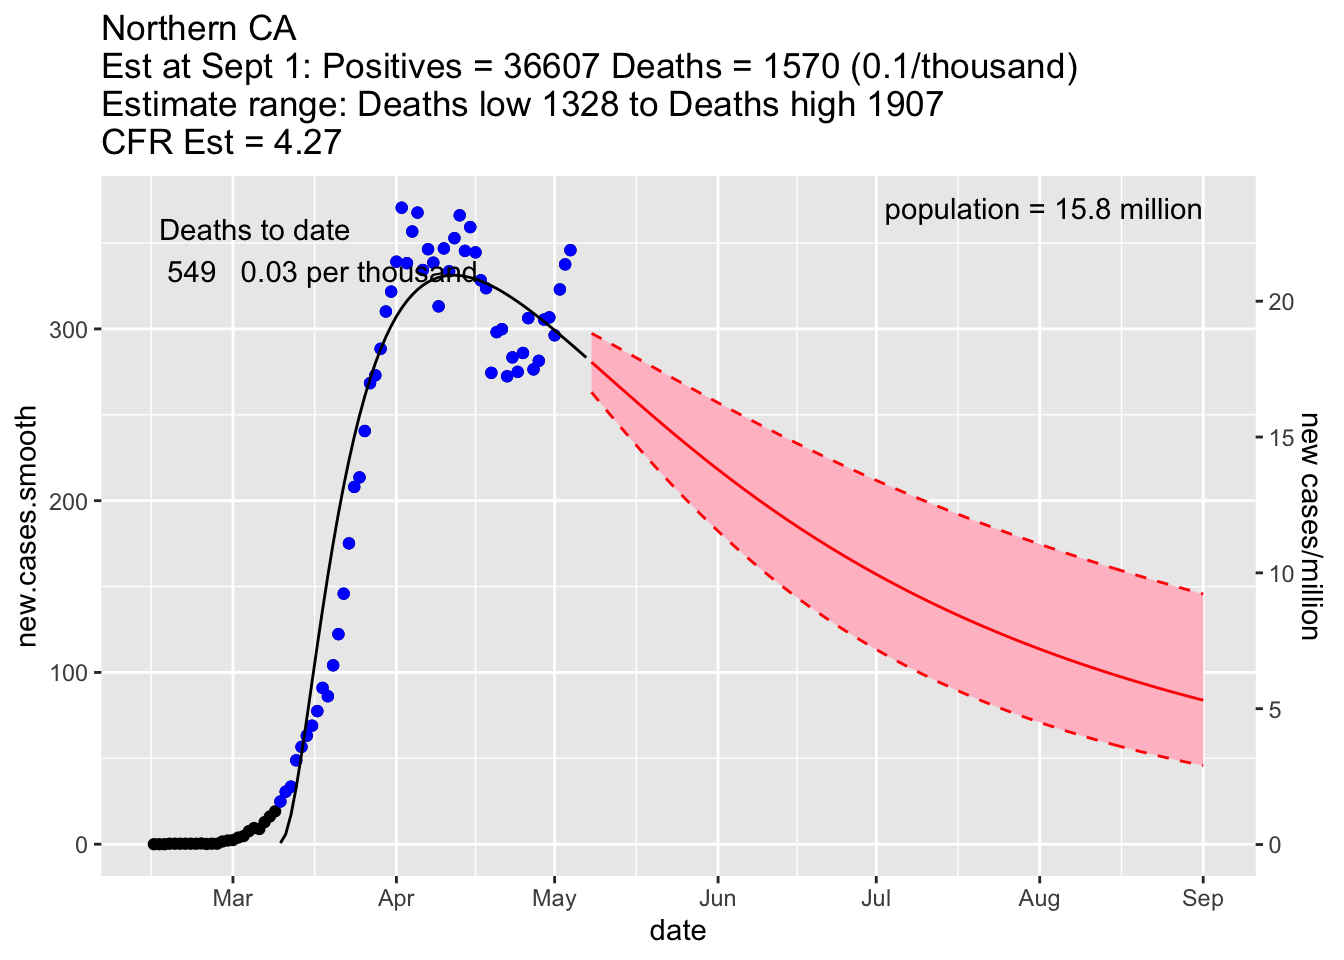 Northern CA
Est at Sept 1: Positives = 36607 Deaths = 1570 (0.1/thousand)
Estimate range: Deaths low 1328 to Deaths high 1907
CFR Est = 4.27
Deaths to date
549 0.03 per thousand
population = 15.8 million
new.cases.smooth
300
200
100
0
20
15
10
5
0
new cases/million
Mar Apr May Jun Jul Aug Sep
date